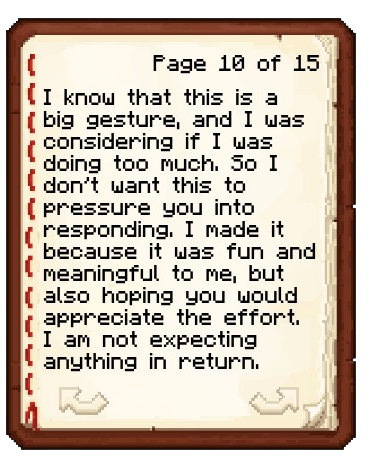 Page 10 of 15
I know that this is a
big gesture, and I was
considering if I was
doing too much. So I
don't want this to
pressure you into
responding. I made it
because it was fun and
meaningful to me, but
also hoping you would
appreciate the effort.
I am not expecting
anything in return.